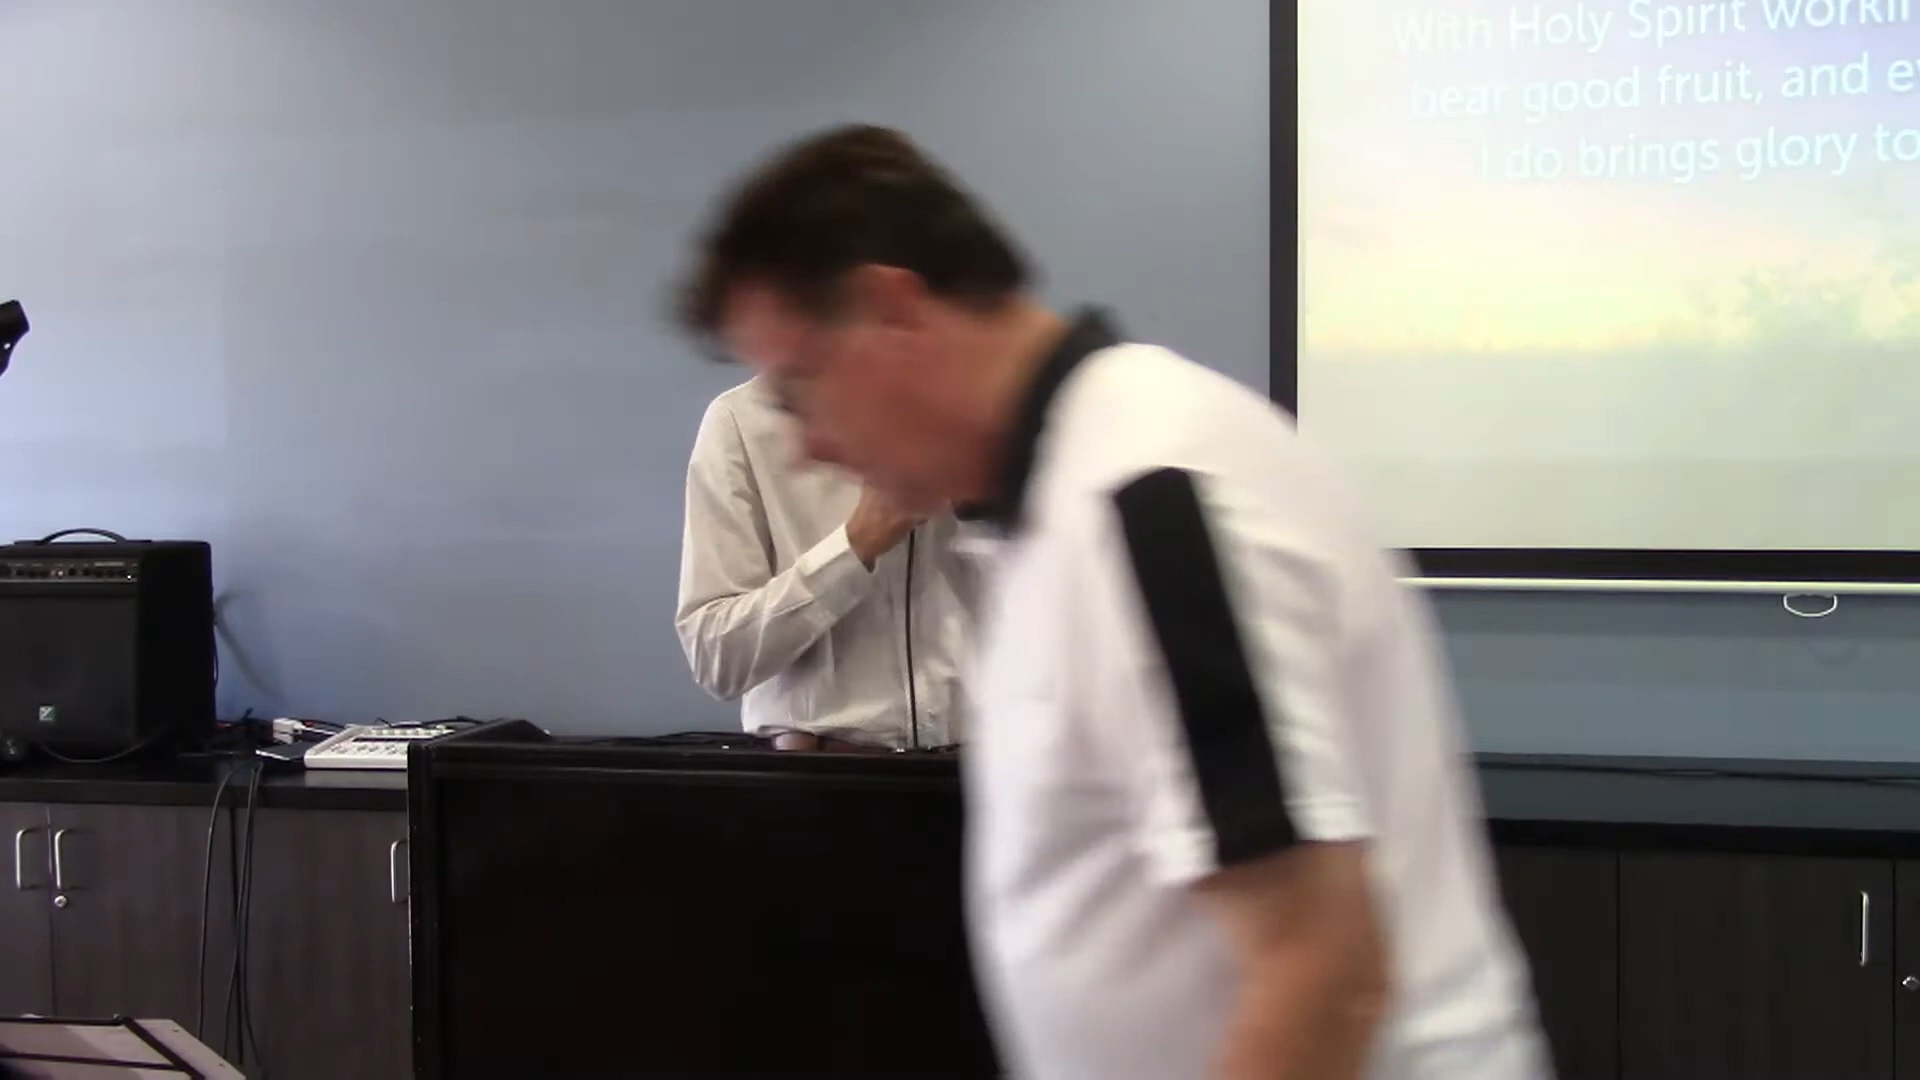 With Holy Spirit
bear good fruit, and
I do brings glory to